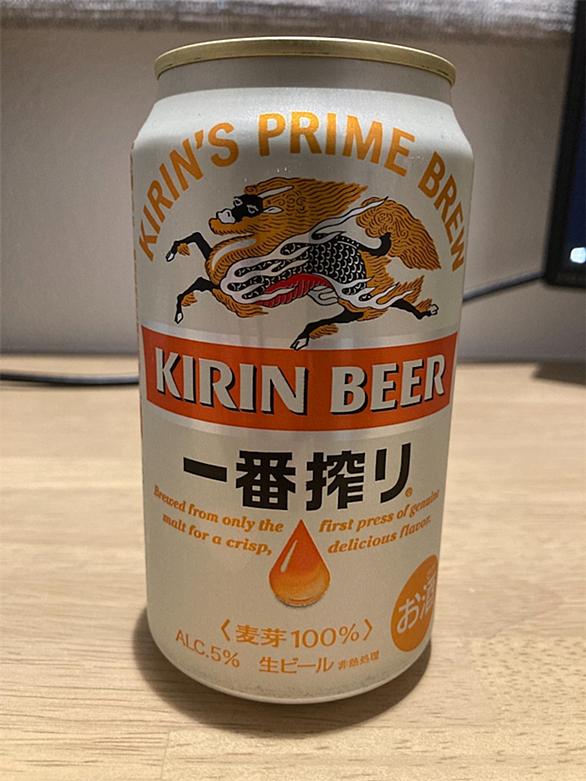 KIRIN'S PRIME BREW
KIRIN BEER
一番搾り®
Brewed from only the first press of genuine
malt for a crisp, delicious flavor.
お酒
〈麦芽100%〉
ALC.5% 生ビール 非熱処理